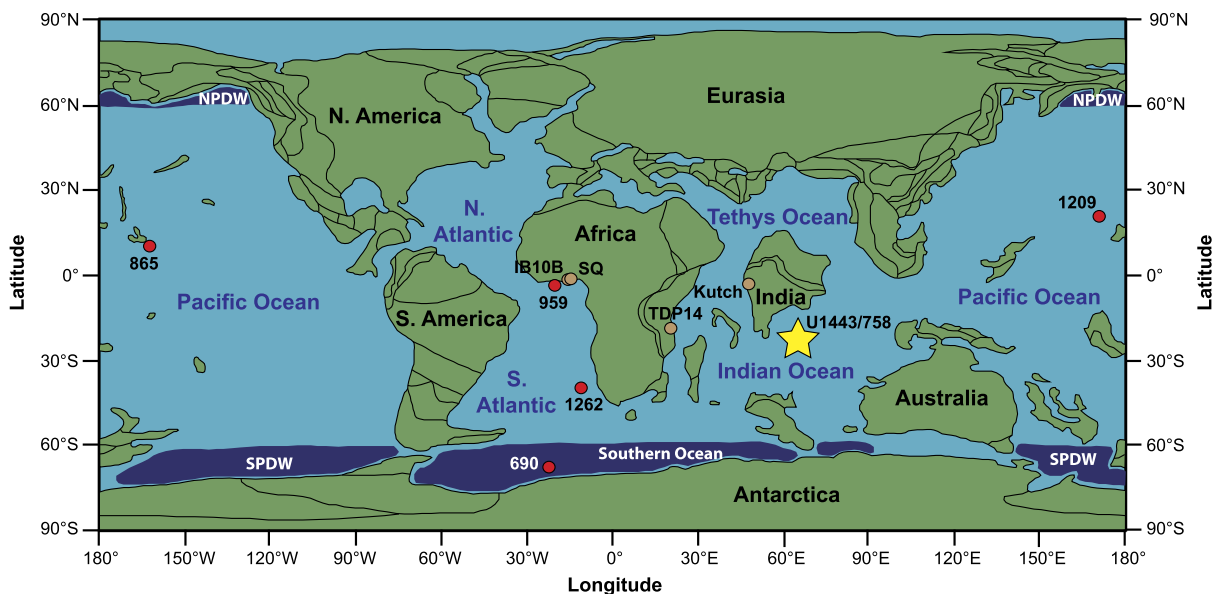 90°N
90°N
NPDW
NPDW
60°N
60°N
N. America
Eurasia
30°N
30°N
1209
N.
Atlantic
Tethys Ocean
Africa
865
IB10B
SQ
Latitude
0°
0°
Latitude
959
Kutch
India
Pacific Ocean
Pacific Ocean
S. America
TDP14
U1443/758
30°S
30°S
Indian Ocean
S.
Atlantic
1262
Australia
60°S
60°S
SPDW
690
Southern Ocean
SPDW
Antarctica
90°S
90°S
180°
150°W
120°W
90°W
60°W
30°W
0°
30°E
60°E
90°E
120°E
150°E
180°
Longitude